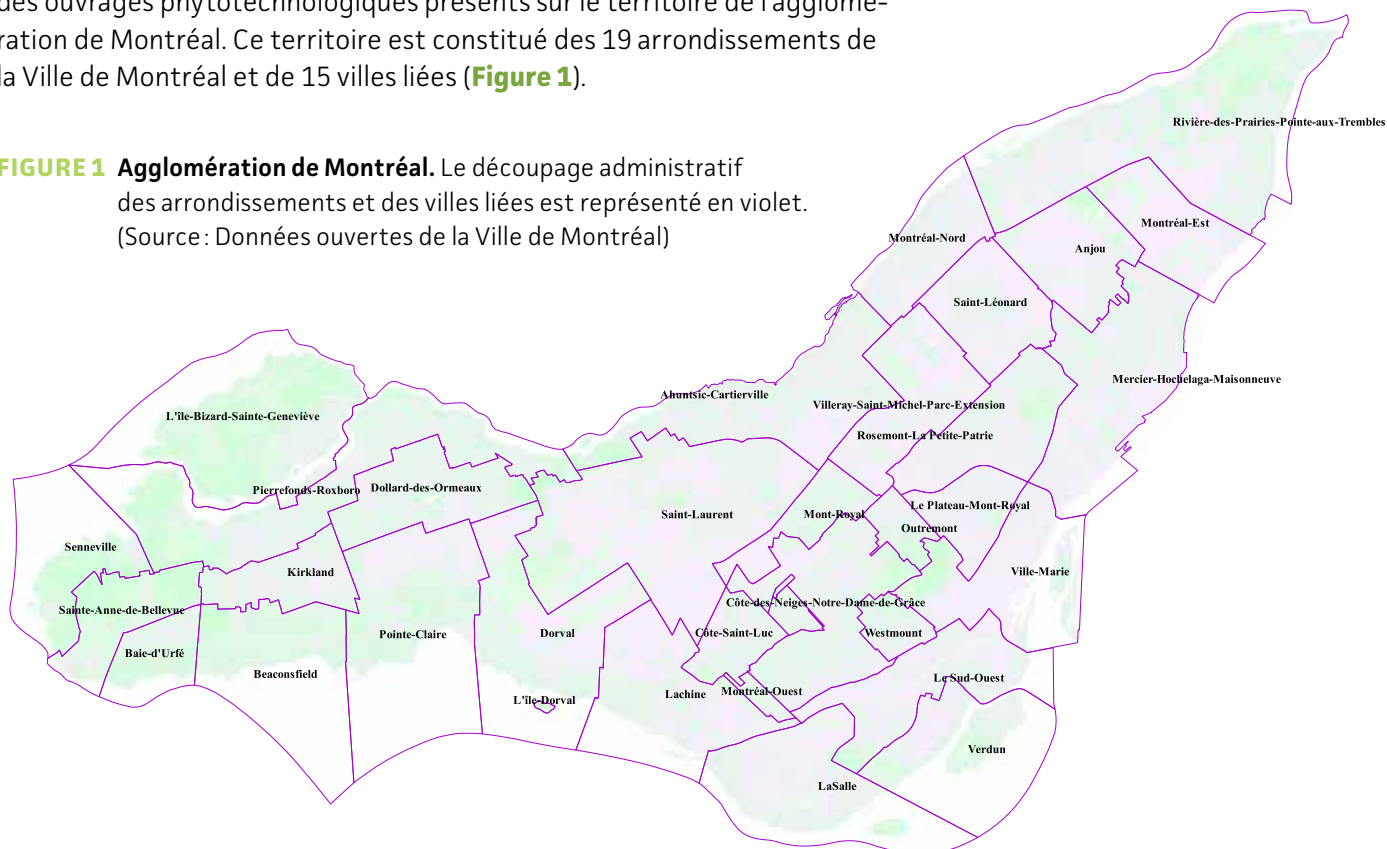 des ouvrages phytotechnologiques présents sur le territoire de l'agglomé-
ration de Montréal. Ce territoire est constitué des 19 arrondissements de
la Ville de Montréal et de 15 villes liées (Figure 1).
FIGURE 1 Agglomération de Montréal. Le découpage administratif
des arrondissements et des villes liées est représenté en violet.
(Source : Données ouvertes de la Ville de Montréal)
Rivière-des-Prairies-Pointe-aux-Trembles
Montréal-Est
Montréal-Nord
Anjou
Saint-Léonard
Mercier-Hochelaga-Maisonneuve
Ahuntsic-Cartierville
Villeray-Saint-Michel-Parc-Extension
L'île-Bizard-Sainte-Geneviève
Rosemont-La Petite-Patrie
Pierrefonds-Roxboro
Dollard-des-Ormeaux
Le Plateau-Mont-Royal
Saint-Laurent
Mont-Royal
Outremont
Senneville
Kirkland
Ville-Marie
Côte-des-Neiges-Notre-Dame-de-Grâce
Sainte-Anne-de-Bellevue
Pointe-Claire
Dorval
Côte-Saint-Luc
Westmount
Baie-d'Urfé
Beaconsfield
Le Sud-Ouest
L'île-Dorval
Lachine
Montréal-Ouest
Verdun
LaSalle